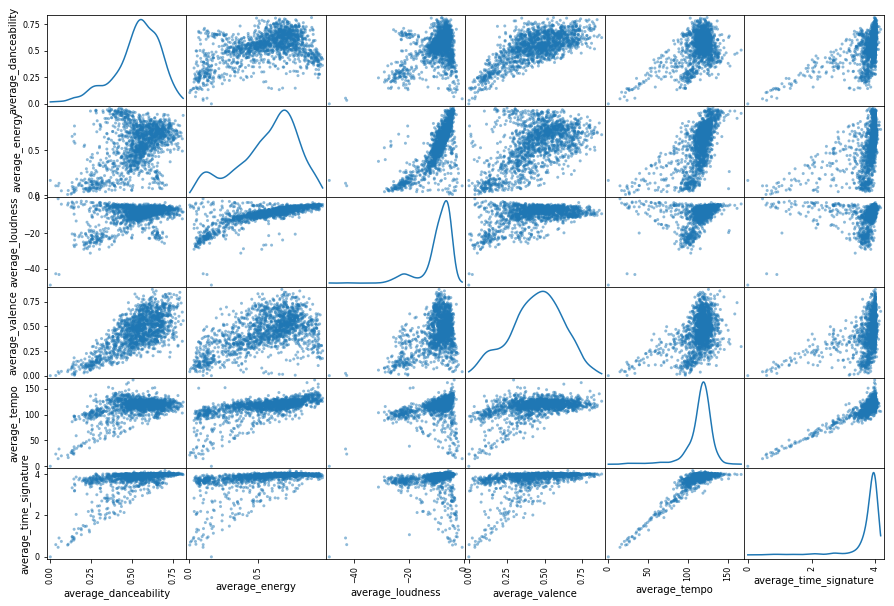 average_danceability
0.75
0.50
0.25
0.0
average_energy
0.5
0.0
average_loudness
0
−20
−40
average_valence
0.75
0.50
0.25
0.00
average_tempo
150
100
50
0
average_time_signature
4
2
0
0.00 0.25 0.50 0.75
0.0 0.5
−40 −20 0
0.00 0.25 0.50 0.75
0 50 100 150
0 2 4
average_danceability average_energy average_loudness average_valence average_tempo average_time_signature